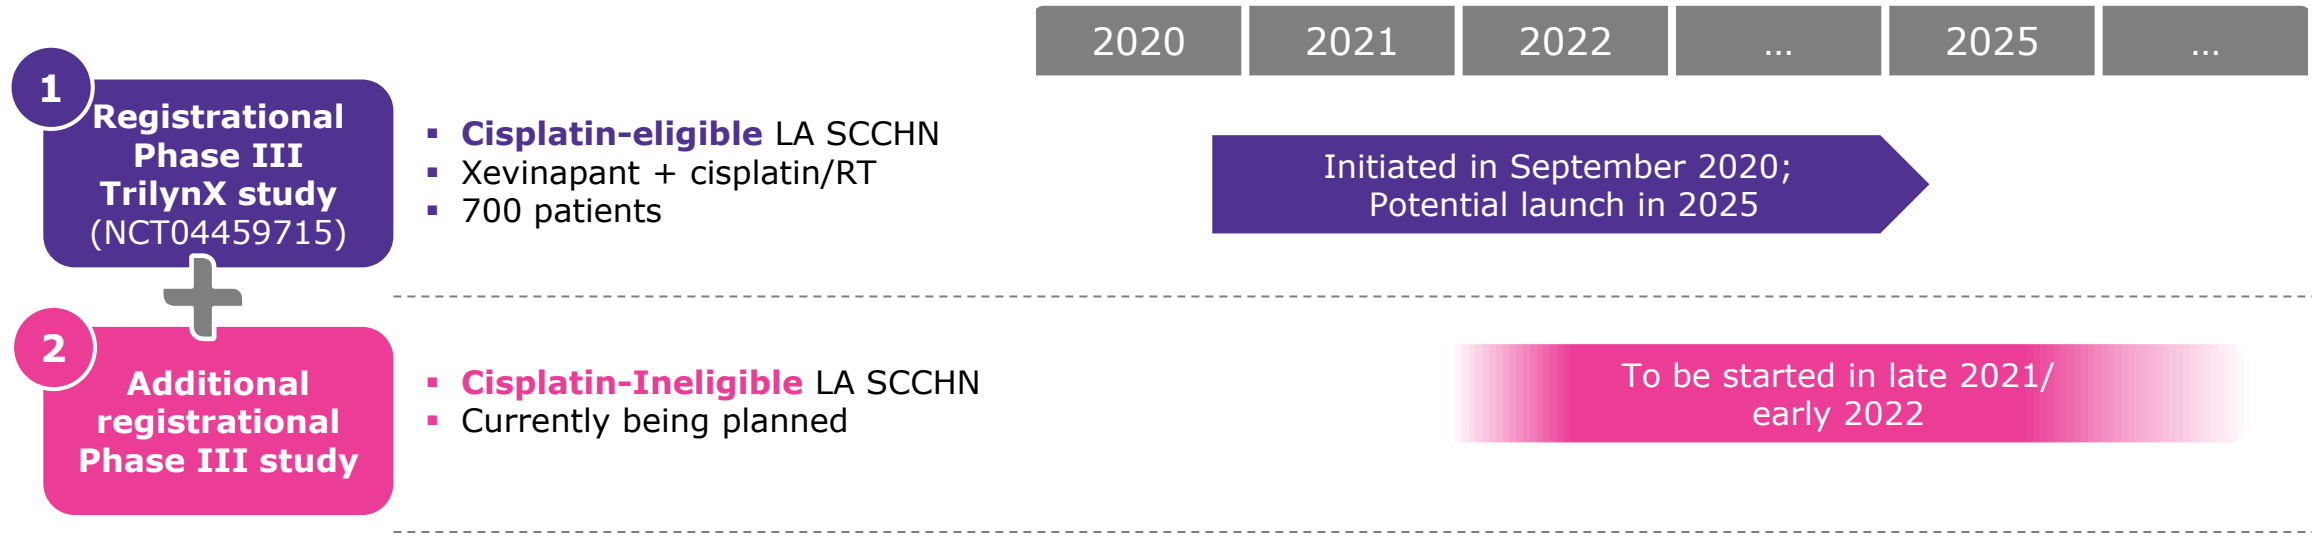 2020
2021
2022
...
2025
...
1
Registrational
Phase III
TrilynX study
(NCT04459715)
▪ Cisplatin-eligible LA SCCHN
▪ Xevinapant + cisplatin/RT
▪ 700 patients
Initiated in September 2020;
Potential launch in 2025
2
Additional
registrational
Phase III study
▪ Cisplatin-Ineligible LA SCCHN
▪ Currently being planned
To be started in late 2021/
early 2022